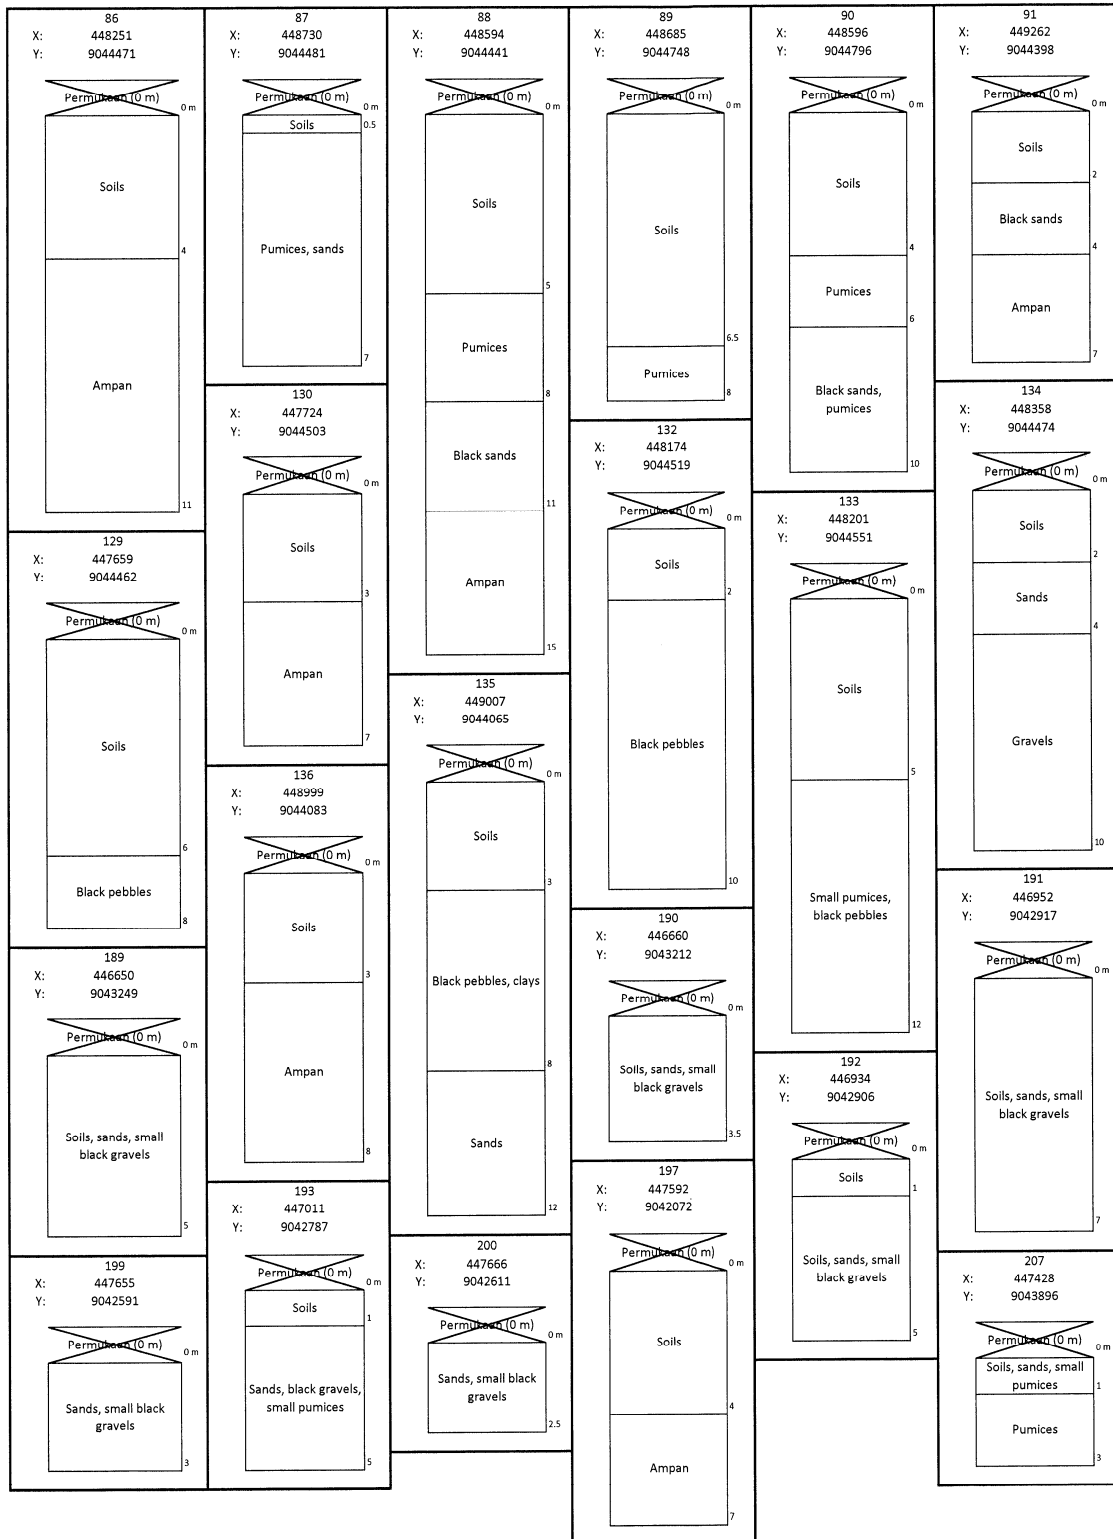 86
X: 448251
Y: 9044471
Permukaan (0 m)
0 m
Soils
4
Ampan
11
129
X: 447659
Y: 9044462
Permukaan (0 m)
0 m
Soils
6
Black pebbles
8
189
X: 446650
Y: 9043249
Permukaan (0 m)
0 m
Soils, sands, small
black gravels
5
199
X: 447655
Y: 9042591
Permukaan (0 m)
0 m
Sands, small black
gravels
3
87
X: 448730
Y: 9044481
Permukaan (0 m)
0 m
Soils
0.5
Pumices, sands
7
130
X: 447724
Y: 9044503
Permukaan (0 m)
0 m
Soils
3
Ampan
7
136
X: 448999
Y: 9044083
Permukaan (0 m)
0 m
Soils
3
Ampan
8
193
X: 447011
Y: 9042787
Permukaan (0 m)
0 m
Soils
1
Sands, black gravels,
small pumices
5
88
X: 448594
Y: 9044441
Permukaan (0 m)
0 m
Soils
5
Pumices
8
Black sands
11
Ampan
15
135
X: 449007
Y: 9044065
Permukaan (0 m)
0 m
Soils
3
Black pebbles, clays
8
Sands
12
200
X: 447666
Y: 9042611
Permukaan (0 m)
0 m
Sands, small black
gravels
2.5
89
X: 448685
Y: 9044748
Permukaan (0 m)
0 m
Soils
6.5
Pumices
8
132
X: 448174
Y: 9044519
Permukaan (0 m)
0 m
Soils
2
Black pebbles
10
190
X: 446660
Y: 9043212
Permukaan (0 m)
0 m
Soils, sands, small
black gravels
3.5
197
X: 447592
Y: 9042072
Permukaan (0 m)
0 m
Soils
4
Ampan
7
90
X: 448596
Y: 9044796
Permukaan (0 m)
0 m
Soils
4
Pumices
6
Black sands,
pumices
10
133
X: 448201
Y: 9044551
Permukaan (0 m)
0 m
Soils
5
Small pumices,
black pebbles
12
192
X: 446934
Y: 9042906
Permukaan (0 m)
0 m
Soils
1
Soils, sands, small
black gravels
5
91
X: 449262
Y: 9044398
Permukaan (0 m)
0 m
Soils
2
Black sands
4
Ampan
7
134
X: 448358
Y: 9044474
Permukaan (0 m)
0 m
Soils
2
Sands
4
Gravels
10
191
X: 446952
Y: 9042917
Permukaan (0 m)
0 m
Soils, sands, small
black gravels
7
207
X: 447428
Y: 9043896
Permukaan (0 m)
0 m
Soils, sands, small
pumices
1
Pumices
3